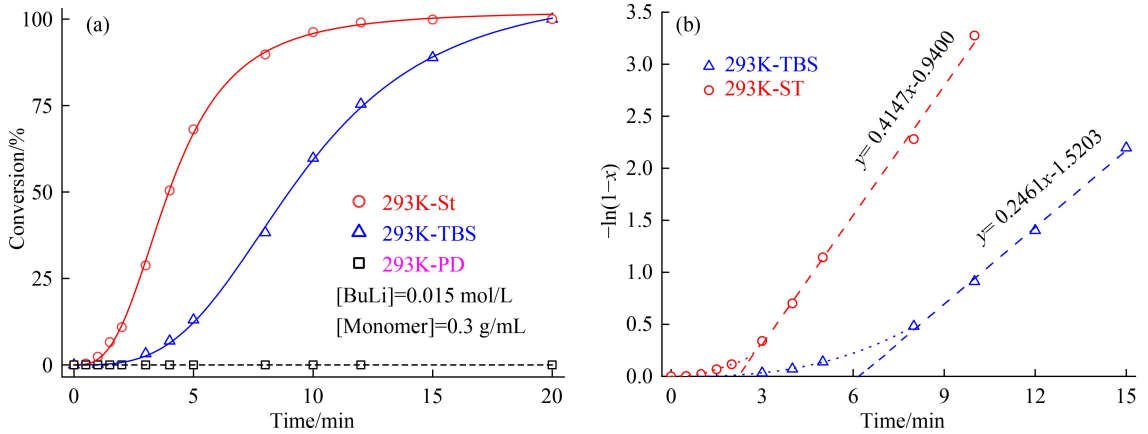 (a)
Conversion/%
100
75
50
25
0
293K-St
293K-TBS
293K-PD
[BuLi]=0.015 mol/L
[Monomer]=0.3 g/mL
0
5
10
15
20
Time/min
(b)
−ln(1−x)
3.5
3.0
2.5
2.0
1.5
1.0
0.5
0.0
293K-TBS
293K-ST
y= 0.4147x-0.9400
y= 0.2461x-1.5203
0
3
6
9
12
15
Time/min